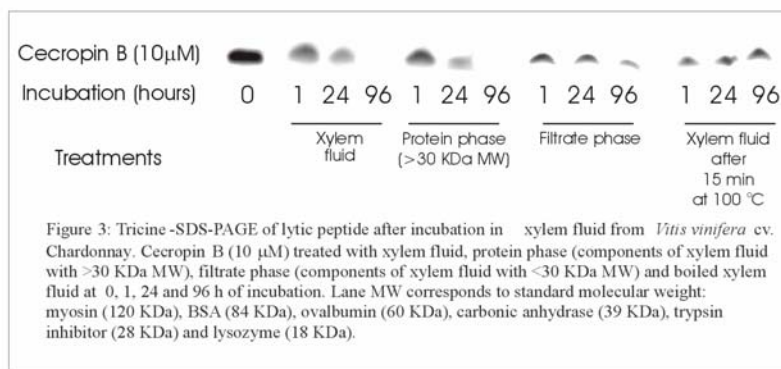 Cecropin B (10µM)
Incubation (hours) 0 1 24 96 1 24 96 1 24 96 1 24 96
Treatments
Xylem
fluid
Protein phase
(>30 KDa MW)
Filtrate phase
Xylem fluid
after
15 min
at 100 °C
Figure 3: Tricine -SDS-PAGE of lytic peptide after incubation in xylem fluid from Vitis vinifera cv.
Chardonnay. Cecropin B (10 µM) treated with xylem fluid, protein phase (components of xylem fluid
with >30 KDa MW), filtrate phase (components of xylem fluid with <30 KDa MW) and boiled xylem
fluid at 0, 1, 24 and 96 h of incubation. Lane MW corresponds to standard molecular weight:
myosin (120 KDa), BSA (84 KDa), ovalbumin (60 KDa), carbonic anhydrase (39 KDa), trypsin
inhibitor (28 KDa) and lysozyme (18 KDa).